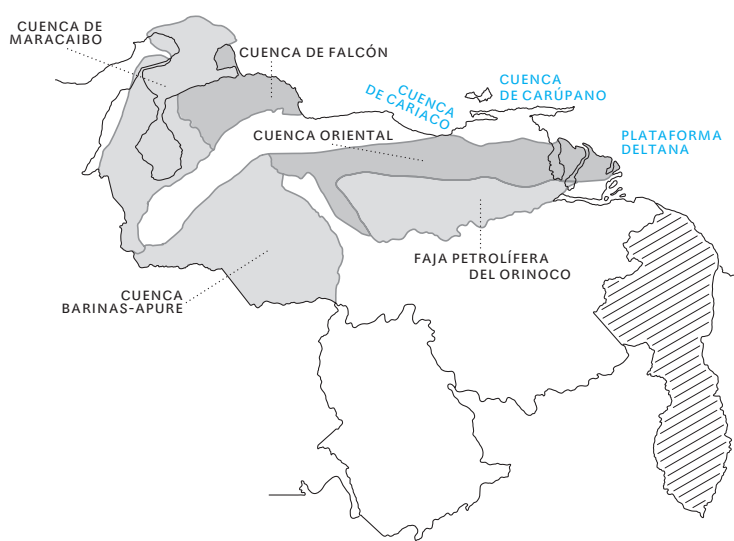 CUENCA DE
MARACAIBO
CUENCA DE FALCÓN
CUENCA
DE CARIACO
CUENCA
DE CARÚPANO
CUENCA ORIENTAL
PLATAFORMA
DELTANA
FAJA PETROLÍFERA
DEL ORINOCO
CUENCA
BARINAS-APURE